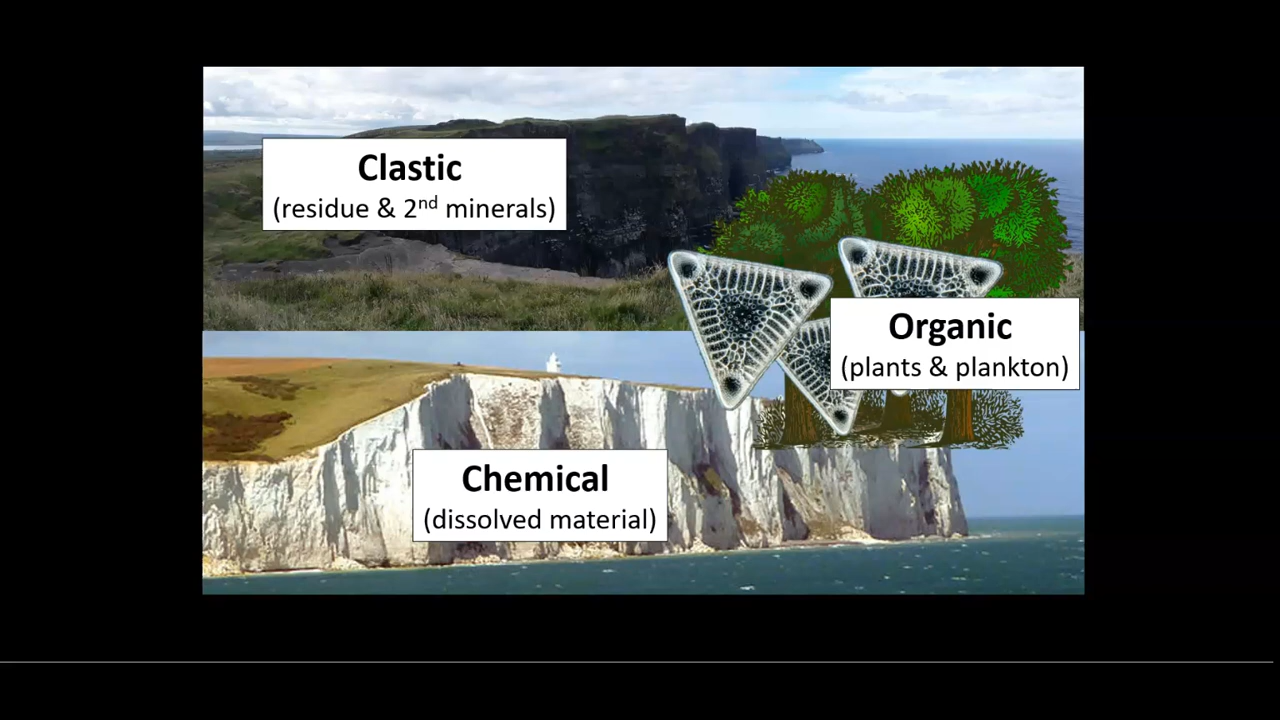 Clastic
(residue & 2nd minerals)
Organic
(plants & plankton)
Chemical
(dissolved material)